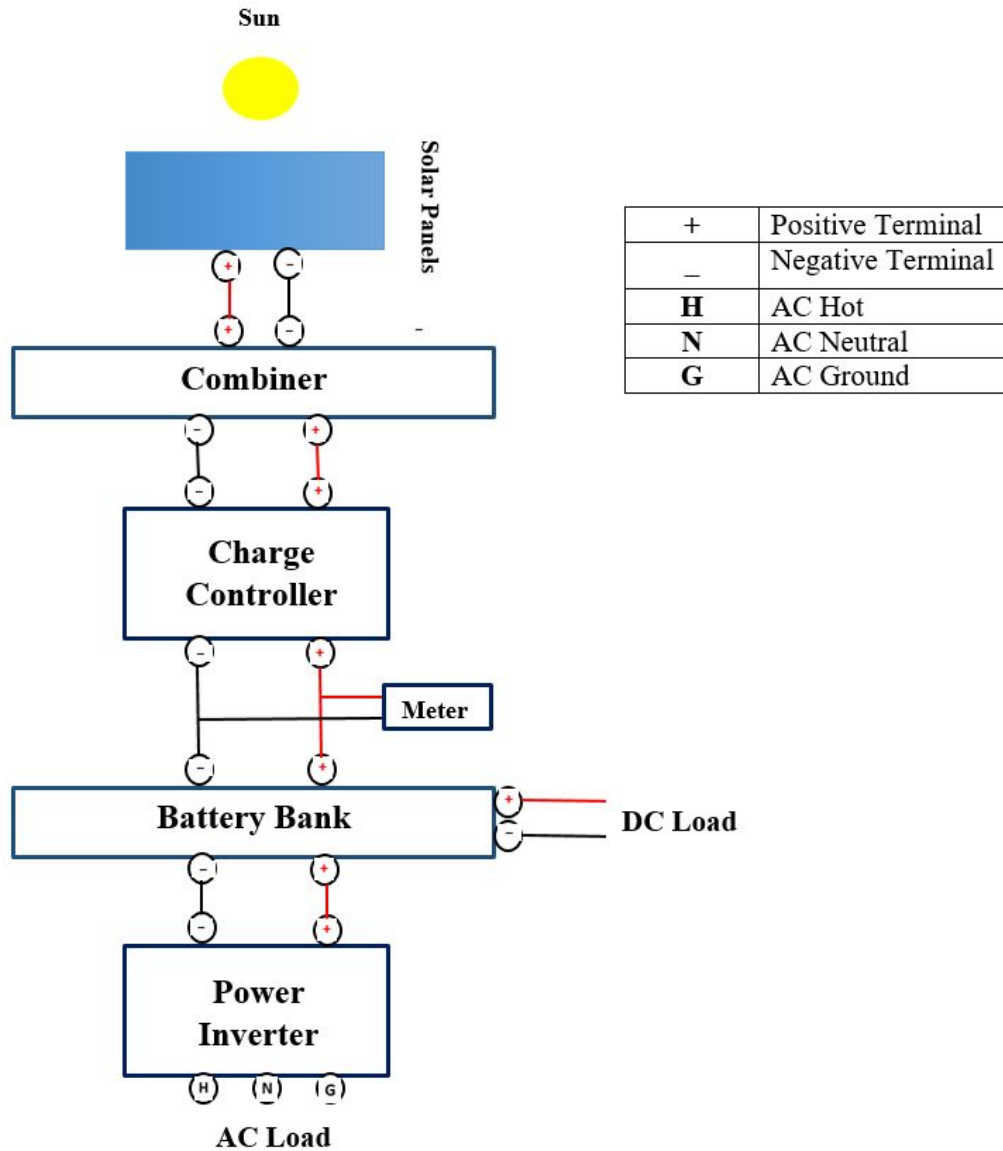 Sun
Solar Panels
+ −
+ − -
Combiner
− +
− +
Charge
Controller
− +
Meter
− +
Battery Bank
+
−
DC Load
− +
− +
Power
Inverter
H N G
AC Load
+ Positive Terminal
_ Negative Terminal
H AC Hot
N AC Neutral
G AC Ground